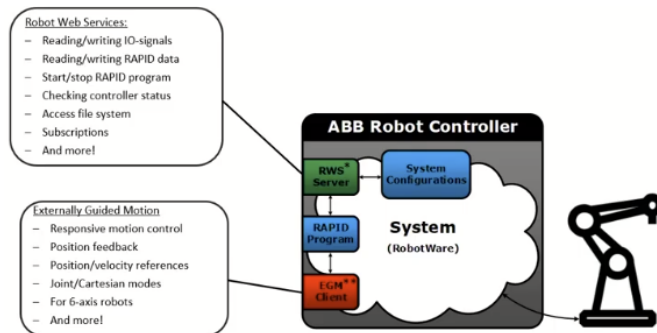 Robot Web Services:
– Reading/writing IO-signals
– Reading/writing RAPID data
– Start/stop RAPID program
– Checking controller status
– Access file system
– Subscriptions
– And more!
Externally Guided Motion
– Responsive motion control
– Position feedback
– Position/velocity references
– Joint/Cartesian modes
– For 6-axis robots
– And more!
ABB Robot Controller
RWS*
Server
System
Configurations
RAPID
Program
System
(RobotWare)
EGM**
Client